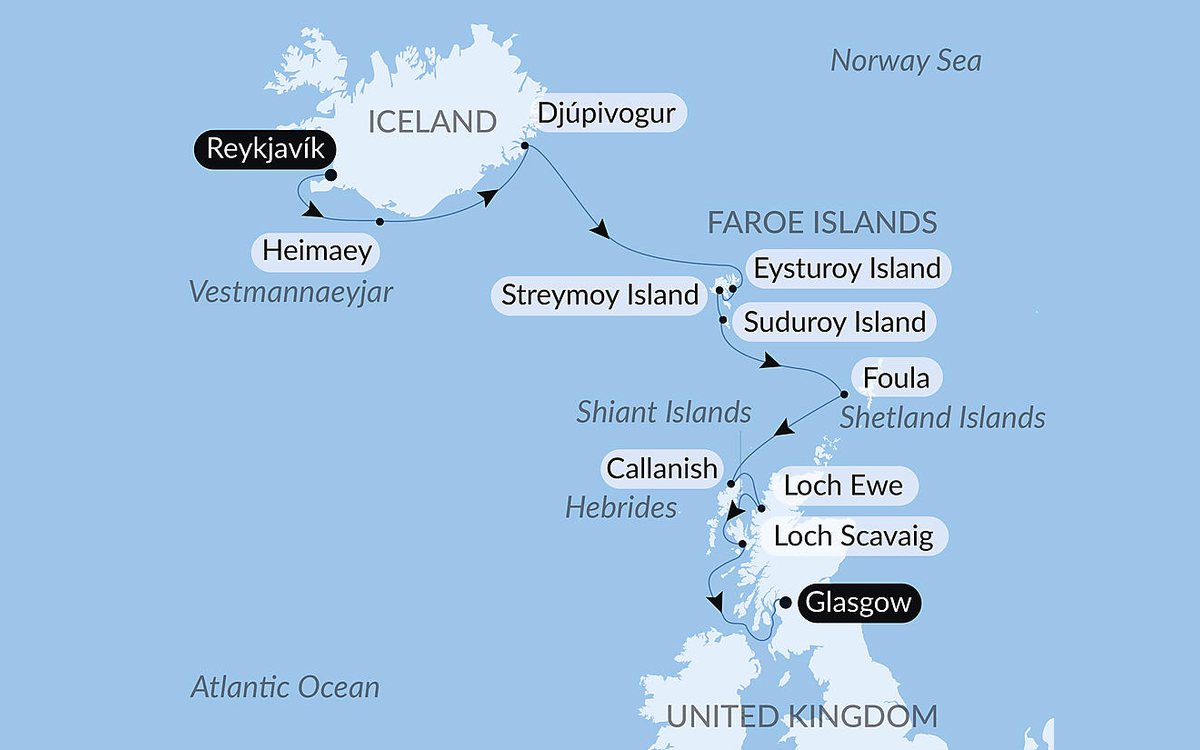 Norway Sea
Djúpivogur
ICELAND
Reykjavík
FAROE ISLANDS
Heimaey
Eysturoy Island
Vestmannaeyjar
Streymoy Island
Suduroy Island
Foula
Shiant Islands
Shetland Islands
Callanish
Loch Ewe
Hebrides
Loch Scavaig
Glasgow
Atlantic Ocean
UNITED KINGDOM